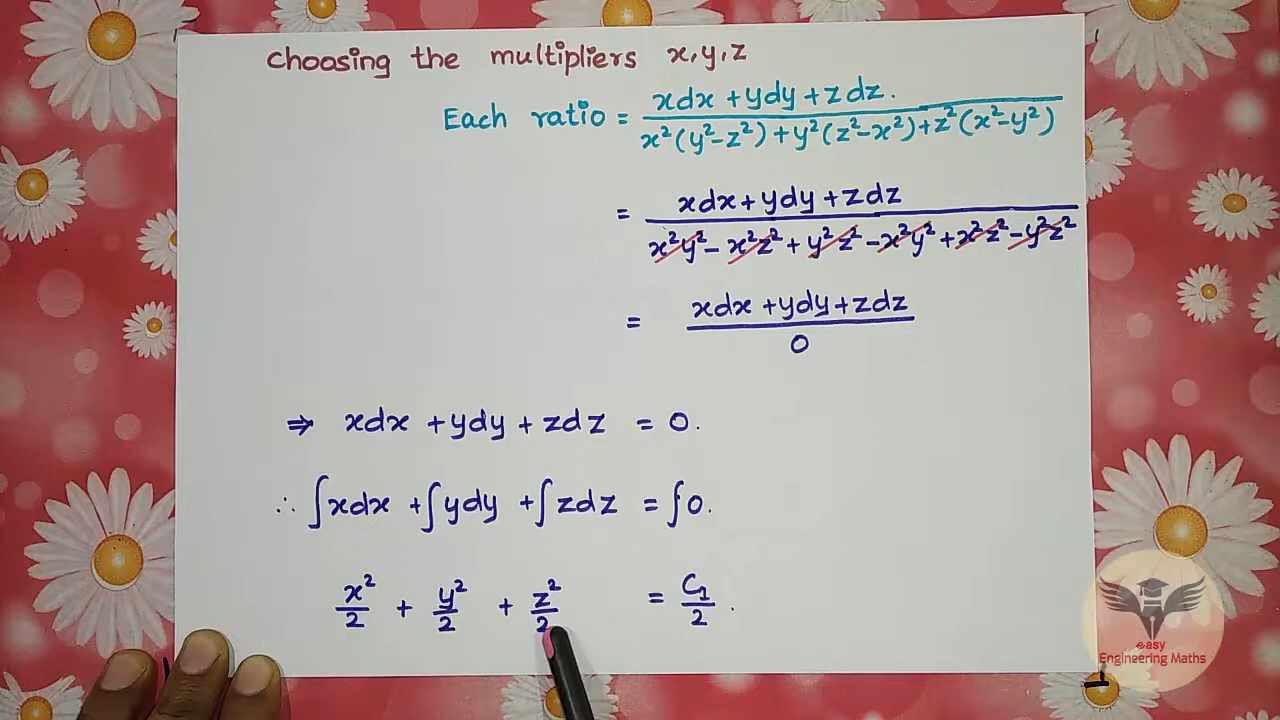 choosing the multipliers x, y, z
Each ratio = xdx + ydy + zdz. / x²(y²-z²) + y²(z²-x²) + z²(x²-y²)
= xdx + ydy + zdz / x²y² - x²z² + y²z² - x²y² + x²z² - y²z²
= xdx + ydy + zdz / 0
⇒ xdx + ydy + zdz = 0.
∴ ∫xdx + ∫ydy + ∫zdz = ∫0.
x²/2 + y²/2 + z²/2 = C₁/2.
easy
Engineering Maths